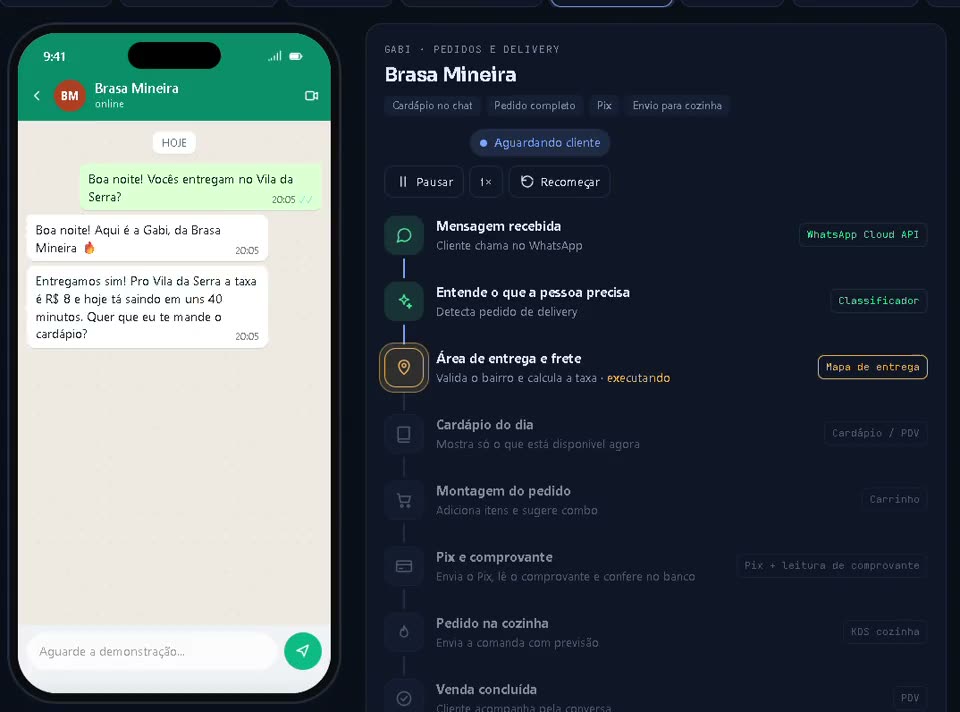 9:41
BM
Brasa Mineira
online
HOJE
Boa noite! Vocês entregam no Vila da
Serra?
20:05
Boa noite! Aqui é a Gabi, da Brasa
Mineira 🔥
20:05
Entregamos sim! Pro Vila da Serra a taxa
é R$ 8 e hoje tá saindo em uns 40
minutos. Quer que eu te mande o
cardápio?
20:05
Aguarde a demonstração...
GABI · PEDIDOS E DELIVERY
Brasa Mineira
Cardápio no chat
Pedido completo
Pix
Envio para cozinha
Aguardando cliente
Pausar
1×
Recomeçar
Mensagem recebida
Cliente chama no WhatsApp
WhatsApp Cloud API
Entende o que a pessoa precisa
Detecta pedido de delivery
Classificador
Área de entrega e frete
Valida o bairro e calcula a taxa · executando
Mapa de entrega
Cardápio do dia
Mostra só o que está disponível agora
Cardápio / PDV
Montagem do pedido
Adiciona itens e sugere combo
Carrinho
Pix e comprovante
Envia o Pix, lê o comprovante e confere no banco
Pix + leitura de comprovante
Pedido na cozinha
Envia a comanda com previsão
KDS cozinha
Venda concluída
Cliente acompanha pela conversa
PDV